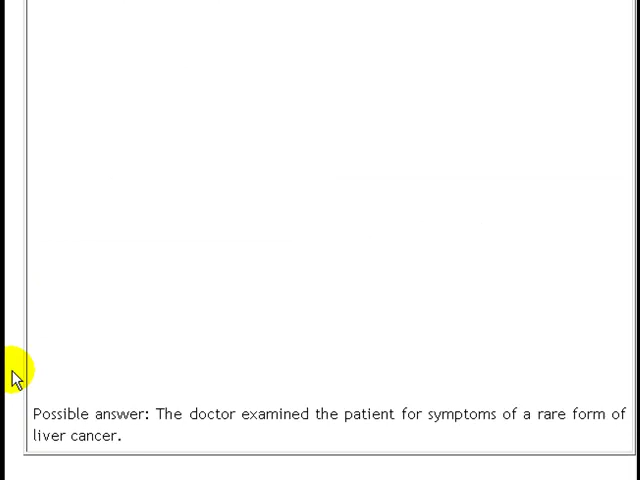 Possible answer: The doctor examined the patient for symptoms of a rare form of
liver cancer.